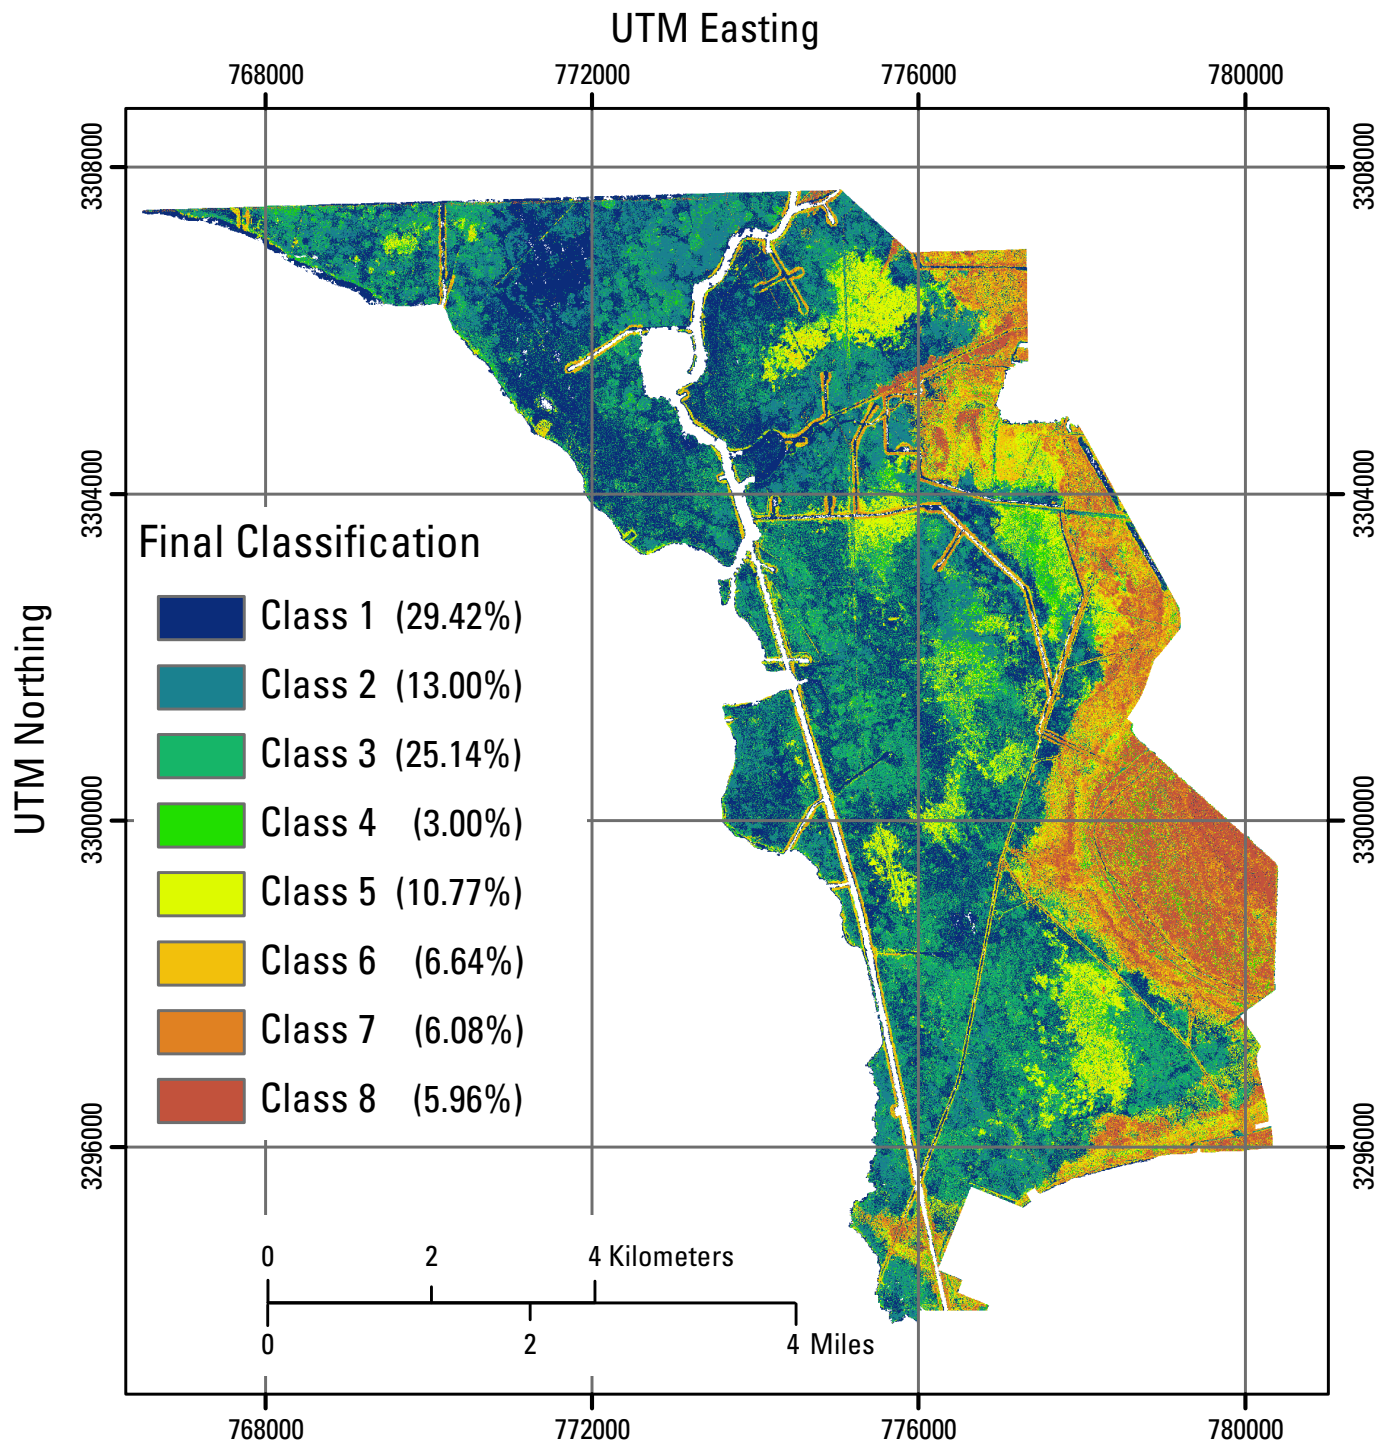 UTM Easting
768000 772000 776000 780000
3308000 3308000
3304000 3304000
Final Classification
Class 1 (29.42%)
Class 2 (13.00%)
Class 3 (25.14%)
Class 4 (3.00%)
Class 5 (10.77%)
Class 6 (6.64%)
Class 7 (6.08%)
Class 8 (5.96%)
UTM Northing
3300000 3300000
3296000 3296000
0 2 4 Kilometers
0 2 4 Miles
768000 772000 776000 780000